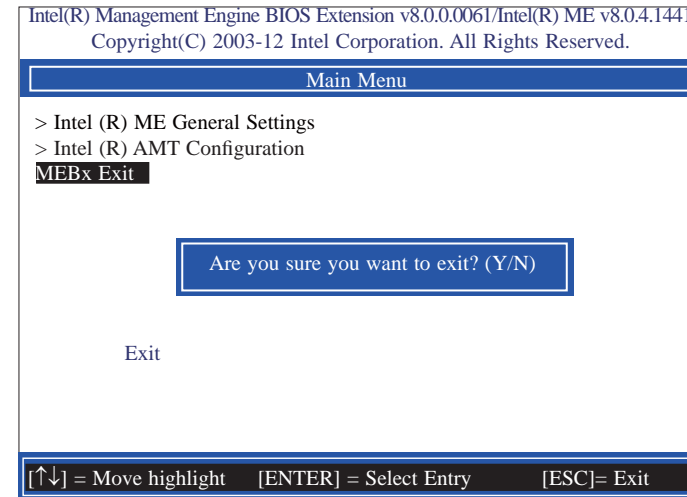 Intel(R) Management Engine BIOS Extension v8.0.0.0061/Intel(R) ME v8.0.4.1441
Copyright(C) 2003-12 Intel Corporation. All Rights Reserved.
Main Menu
> Intel (R) ME General Settings
> Intel (R) AMT Configuration
MEBx Exit
Are you sure you want to exit? (Y/N)
Exit
[↑↓] = Move highlight [ENTER] = Select Entry [ESC]= Exit